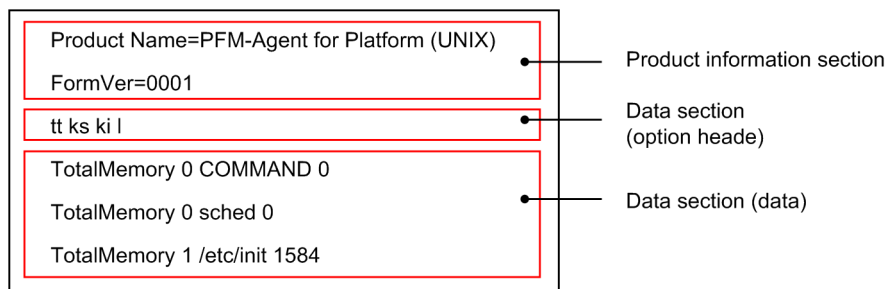 Product Name=PFM-Agent for Platform (UNIX)
FormVer=0001
Product information section
tt ks ki l
Data section
(option heade)
TotalMemory 0 COMMAND 0
TotalMemory 0 sched 0
TotalMemory 1 /etc/init 1584
Data section (data)